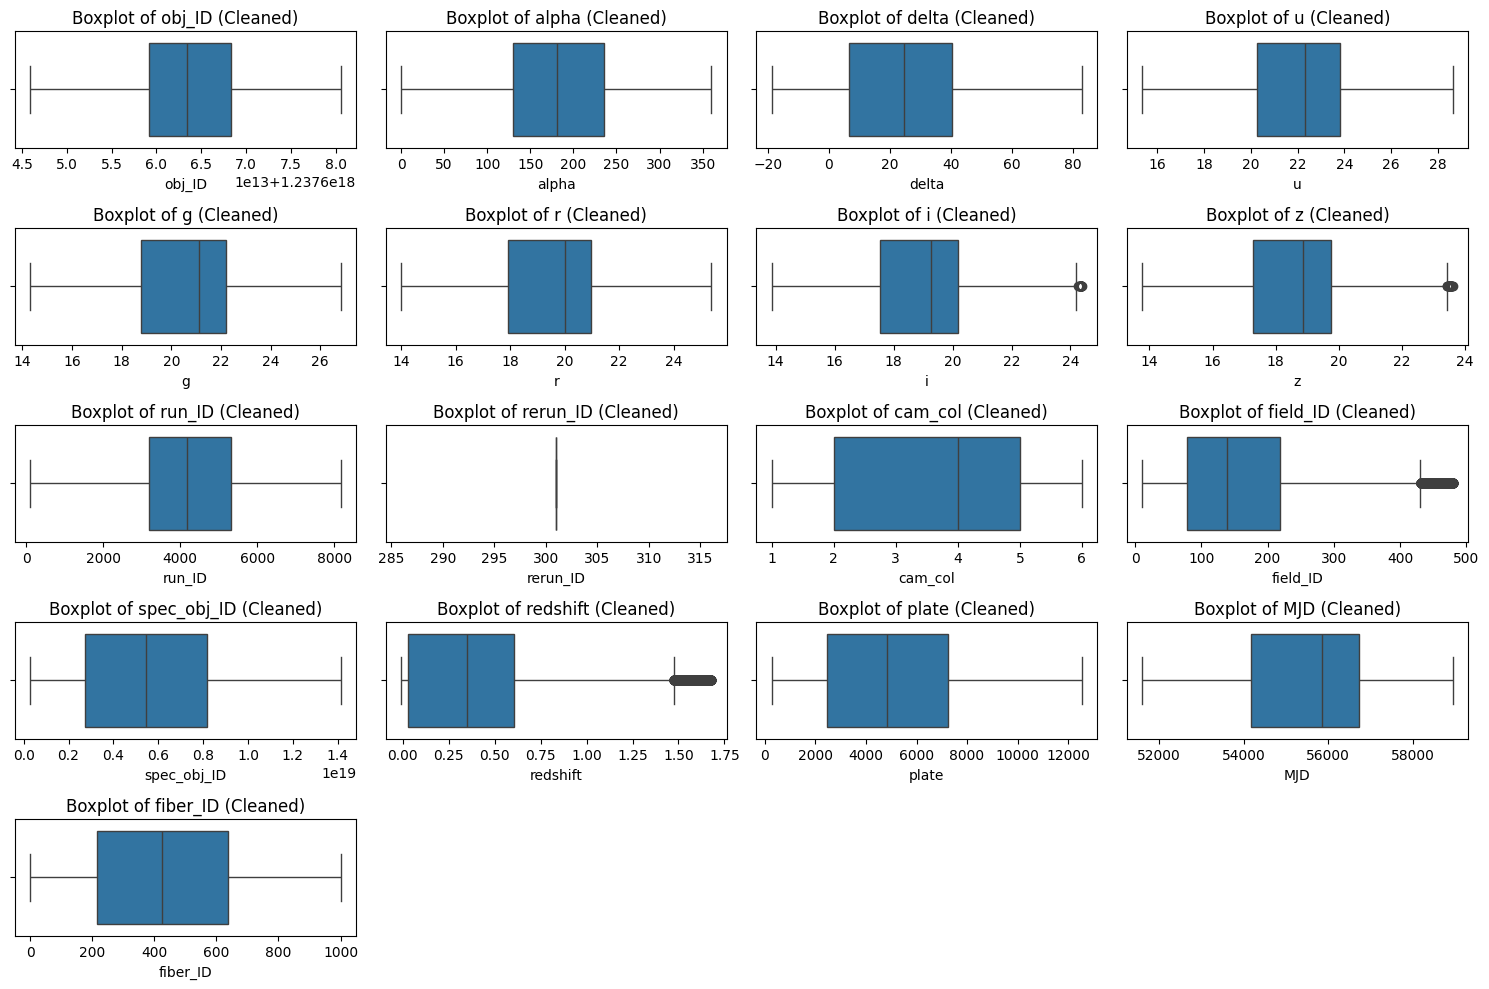 Boxplot of obj_ID (Cleaned)
4.5 5.0 5.5 6.0 6.5 7.0 7.5 8.0
obj_ID
1e13+1.2376e18
Boxplot of alpha (Cleaned)
0 50 100 150 200 250 300 350
alpha
Boxplot of delta (Cleaned)
−20 0 20 40 60 80
delta
Boxplot of u (Cleaned)
16 18 20 22 24 26 28
u
Boxplot of g (Cleaned)
14 16 18 20 22 24 26
g
Boxplot of r (Cleaned)
14 16 18 20 22 24
r
Boxplot of i (Cleaned)
14 16 18 20 22 24
i
Boxplot of z (Cleaned)
14 16 18 20 22 24
z
Boxplot of run_ID (Cleaned)
0 2000 4000 6000 8000
run_ID
Boxplot of rerun_ID (Cleaned)
285 290 295 300 305 310 315
rerun_ID
Boxplot of cam_col (Cleaned)
1 2 3 4 5 6
cam_col
Boxplot of field_ID (Cleaned)
0 100 200 300 400 500
field_ID
Boxplot of spec_obj_ID (Cleaned)
0.0 0.2 0.4 0.6 0.8 1.0 1.2 1.4
spec_obj_ID
1e19
Boxplot of redshift (Cleaned)
0.00 0.25 0.50 0.75 1.00 1.25 1.50 1.75
redshift
Boxplot of plate (Cleaned)
0 2000 4000 6000 8000 10000 12000
plate
Boxplot of MJD (Cleaned)
52000 54000 56000 58000
MJD
Boxplot of fiber_ID (Cleaned)
0 200 400 600 800 1000
fiber_ID